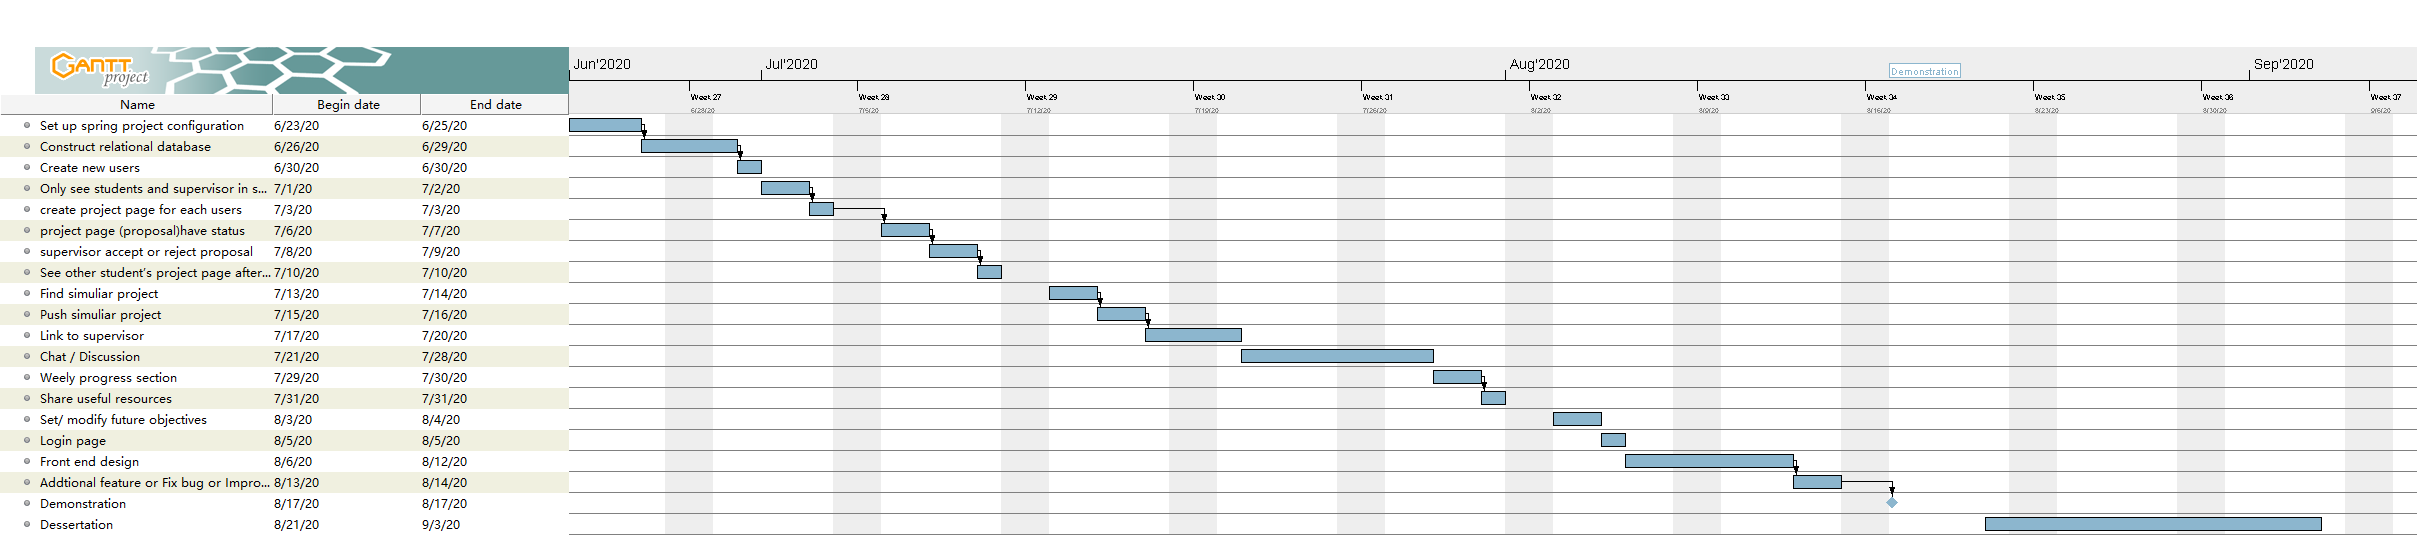 GANTT project
Jun'2020 Jul'2020 Aug'2020 Sep'2020
Demonstration
Name Begin date End date
Week 27 Week 28 Week 29 Week 30 Week 31 Week 32 Week 33 Week 34 Week 35 Week 36 Week 37
6/28/20 7/5/20 7/12/20 7/19/20 7/26/20 8/2/20 8/9/20 8/16/20 8/23/20 8/30/20 9/6/20
Set up spring project configuration 6/23/20 6/25/20
Construct relational database 6/26/20 6/29/20
Create new users 6/30/20 6/30/20
Only see students and supervisor in s... 7/1/20 7/2/20
create project page for each users 7/3/20 7/3/20
project page (proposal)have status 7/6/20 7/7/20
supervisor accept or reject proposal 7/8/20 7/9/20
See other student's project page after... 7/10/20 7/10/20
Find simuliar project 7/13/20 7/14/20
Push simuliar project 7/15/20 7/16/20
Link to supervisor 7/17/20 7/20/20
Chat / Discussion 7/21/20 7/28/20
Weely progress section 7/29/20 7/30/20
Share useful resources 7/31/20 7/31/20
Set/ modify future objectives 8/3/20 8/4/20
Login page 8/5/20 8/5/20
Front end design 8/6/20 8/12/20
Addtional feature or Fix bug or Impro... 8/13/20 8/14/20
Demonstration 8/17/20 8/17/20
Dessertation 8/21/20 9/3/20